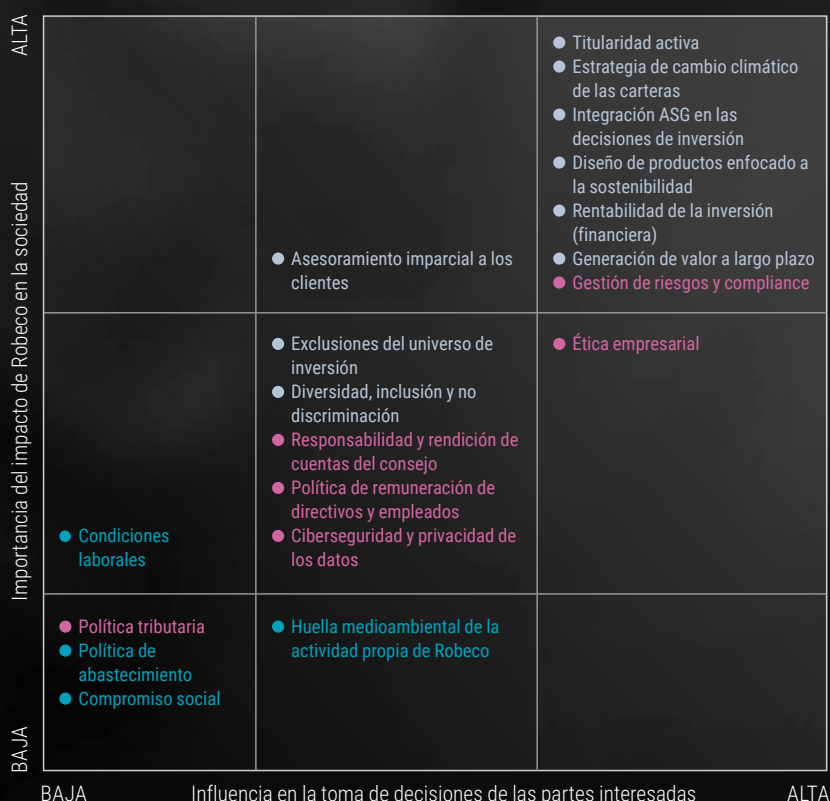 ALTA
Importancia del impacto de Robeco en la sociedad
BAJA
Titularidad activa
Estrategia de cambio climático
de las carteras
Integración ASG en las
decisiones de inversión
Diseño de productos enfocado a
la sostenibilidad
Rentabilidad de la inversión
(financiera)
Generación de valor a largo plazo
Gestión de riesgos y compliance
Asesoramiento imparcial a los
clientes
Exclusiones del universo de
inversión
Diversidad, inclusión y no
discriminación
Responsabilidad y rendición de
cuentas del consejo
Política de remuneración de
directivos y empleados
Ciberseguridad y privacidad de
los datos
Ética empresarial
Condiciones
laborales
Política tributaria
Política de
abastecimiento
Compromiso social
Huella medioambiental de la
actividad propia de Robeco
BAJA
Influencia en la toma de decisiones de las partes interesadas
ALTA